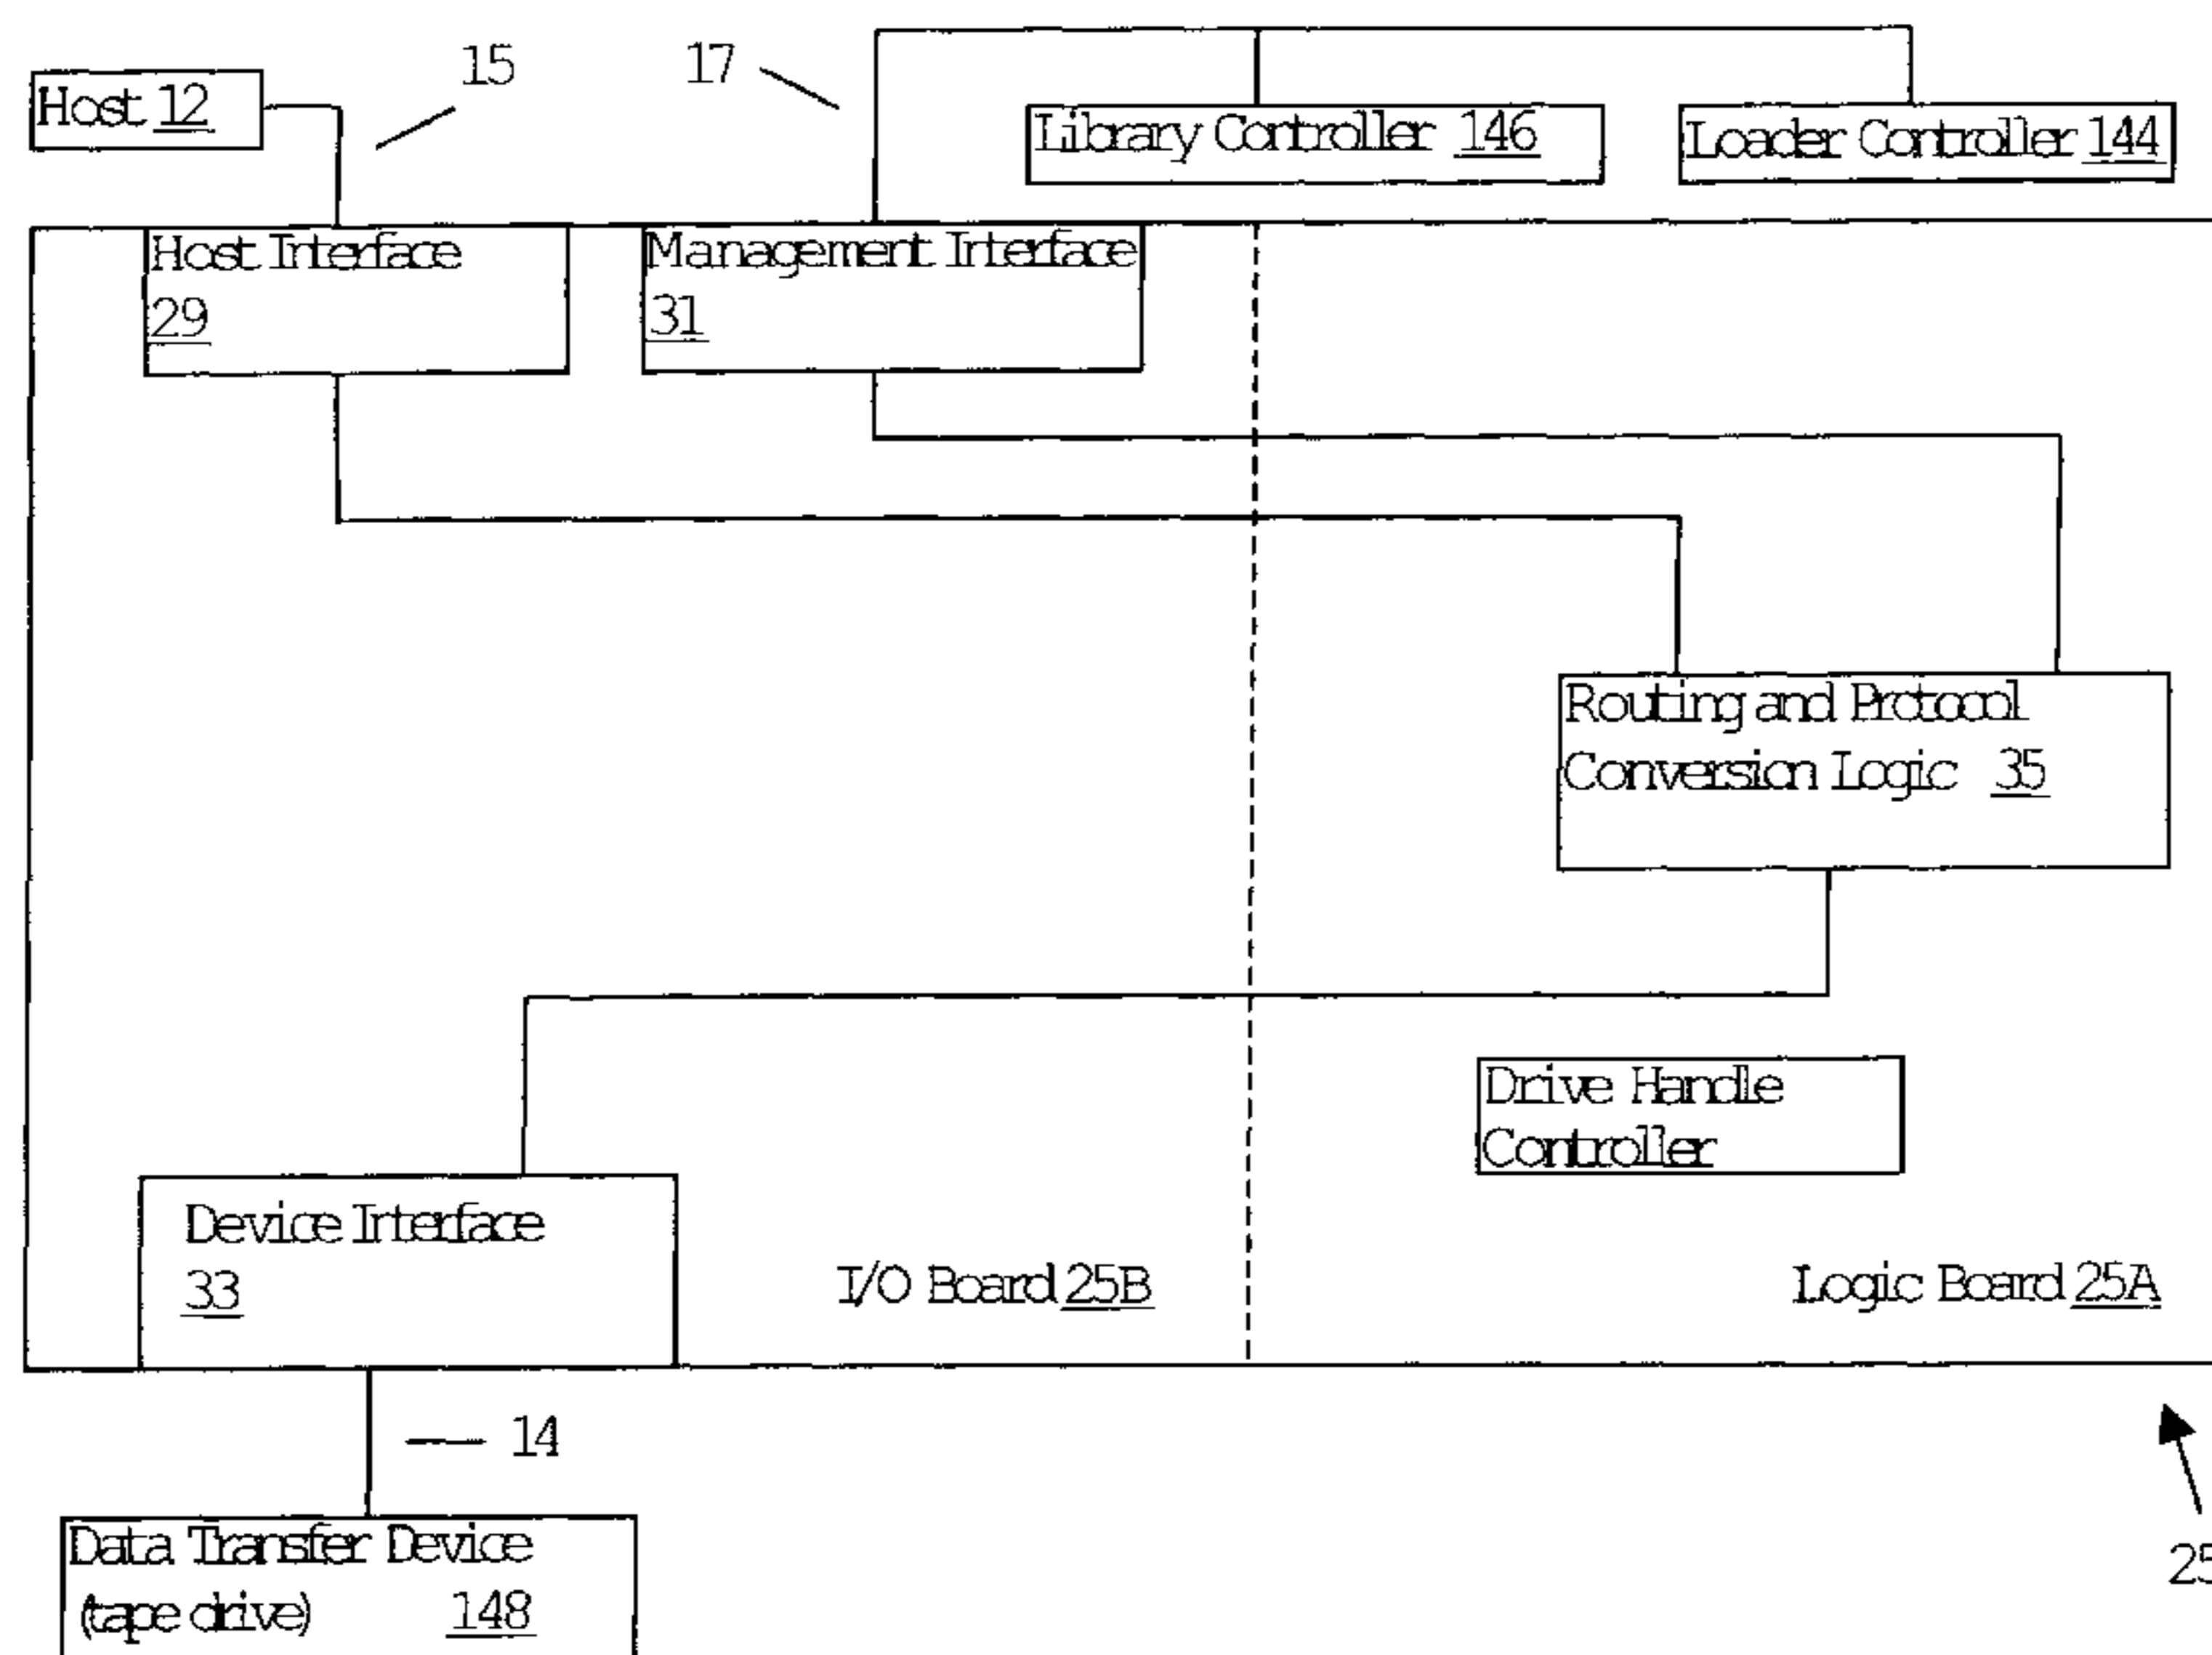 15
17
Host 12
Library Controller 146
Loader Controller 144
Host Interface
29
Management Interface
31
Routing and Protocol
Conversion Logic 35
Drive Handle
Controller
Device Interface
33
I/O Board 25B
Logic Board 25A
14
25
Data Transfer Device
(tape drive) 148